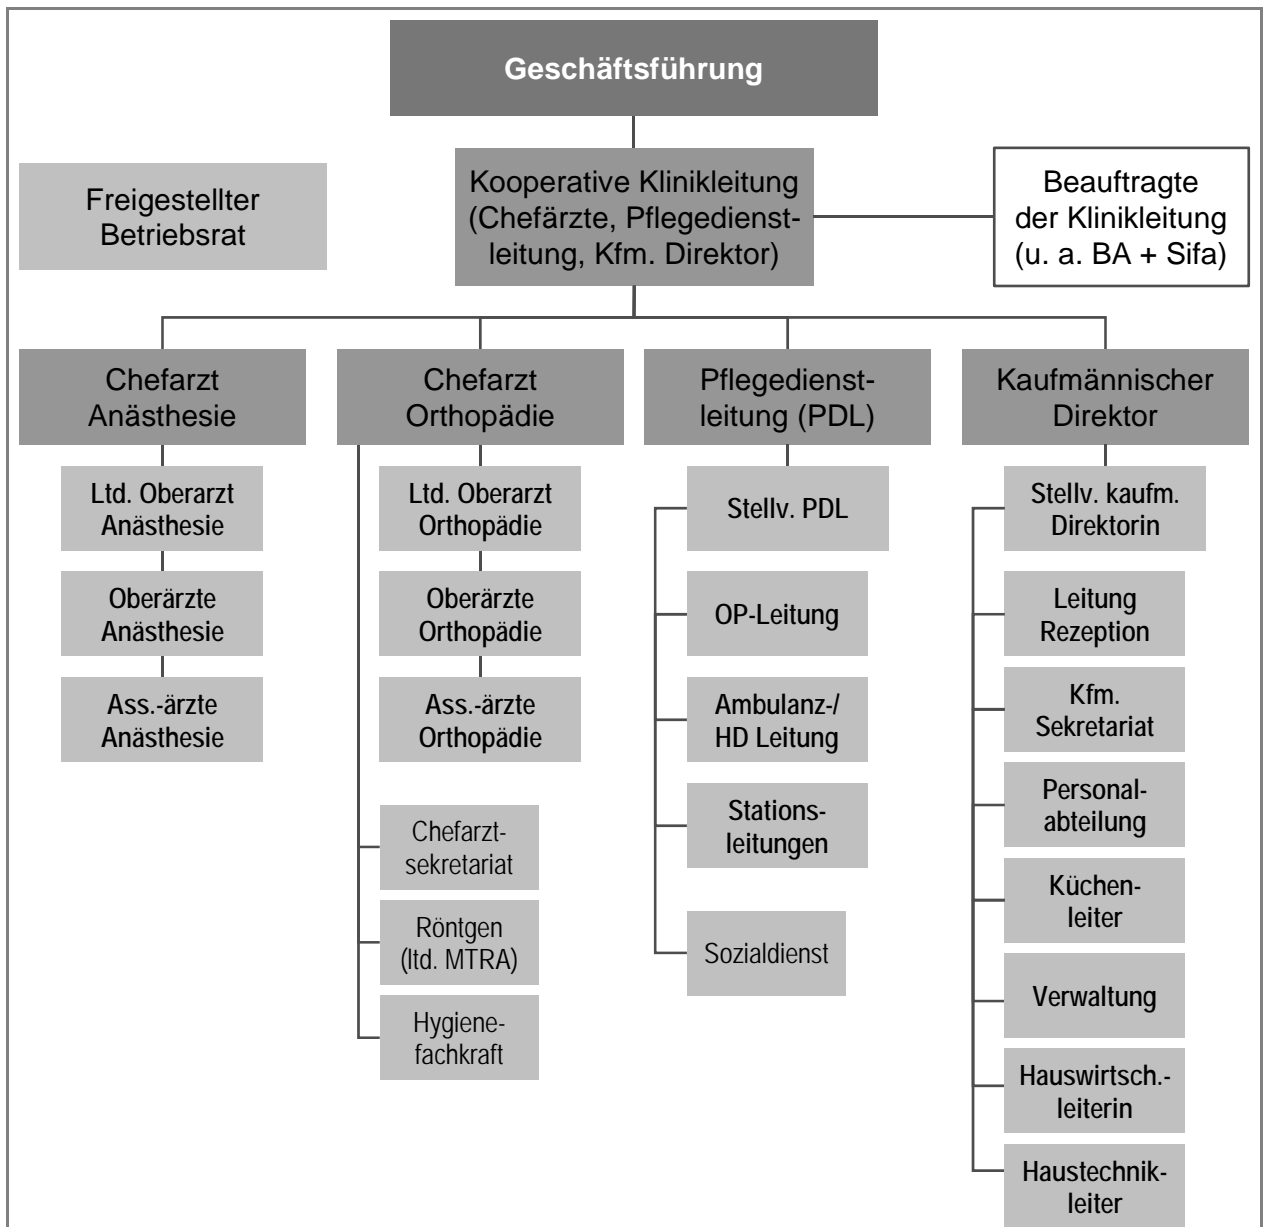 Geschäftsführung
Freigestellter
Betriebsrat
Kooperative Klinikleitung
(Chefärzte, Pflegedienst-
leitung, Kfm. Direktor)
Beauftragte
der Klinikleitung
(u. a. BA + Sifa)
Chefarzt
Anästhesie
Chefarzt
Orthopädie
Pflegedienst-
leitung (PDL)
Kaufmännischer
Direktor
Ltd. Oberarzt
Anästhesie
Oberärzte
Anästhesie
Ass.-ärzte
Anästhesie
Ltd. Oberarzt
Orthopädie
Oberärzte
Orthopädie
Ass.-ärzte
Orthopädie
Chefarzt-
sekretariat
Röntgen
(ltd. MTRA)
Hygiene-
fachkraft
Stellv. PDL
OP-Leitung
Ambulanz-/
HD Leitung
Stations-
leitungen
Sozialdienst
Stellv. kaufm.
Direktorin
Leitung
Rezeption
Kfm.
Sekretariat
Personal-
abteilung
Küchen-
leiter
Verwaltung
Hauswirtsch.-
leiterin
Haustechnik-
leiter